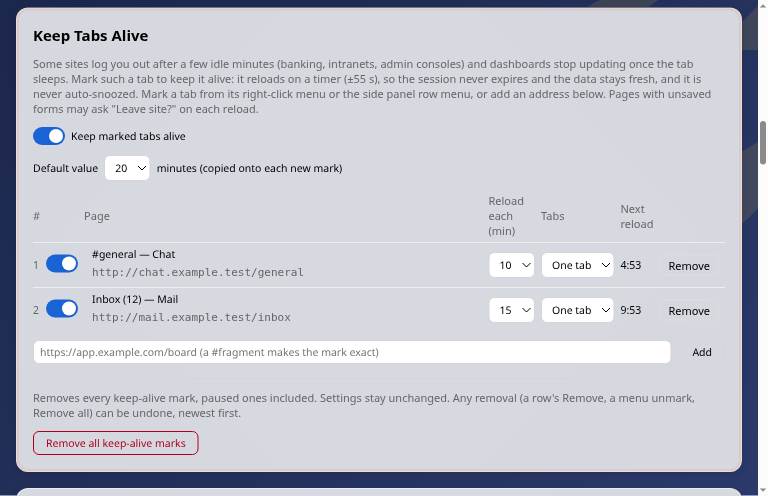 Keep Tabs Alive
Some sites log you out after a few idle minutes (banking, intranets, admin consoles) and dashboards stop updating once the tab
sleeps. Mark such a tab to keep it alive: it reloads on a timer (±55 s), so the session never expires and the data stays fresh, and it is
never auto-snoozed. Mark a tab from its right-click menu or the side panel row menu, or add an address below. Pages with unsaved
forms may ask "Leave site?" on each reload.
Keep marked tabs alive
Default value 20 minutes (copied onto each new mark)
# Page Reload each (min) Tabs Next reload
1 #general — Chat 10 One tab 4:53 Remove
http://chat.example.test/general
2 Inbox (12) — Mail 15 One tab 9:53 Remove
http://mail.example.test/inbox
https://app.example.com/board (a #fragment makes the mark exact) Add
Removes every keep-alive mark, paused ones included. Settings stay unchanged. Any removal (a row's Remove, a menu unmark,
Remove all) can be undone, newest first.
Remove all keep-alive marks